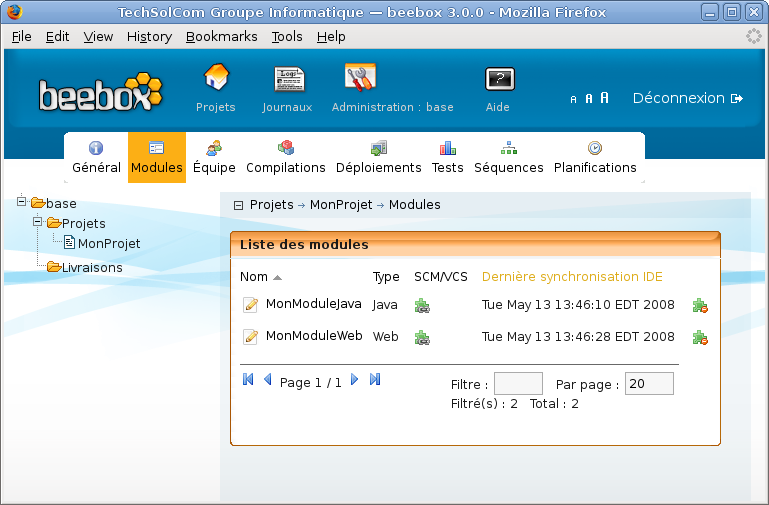 TechSolCom Groupe Informatique — beebox 3.0.0 - Mozilla Firefox
File Edit View History Bookmarks Tools Help
beebox Projets Journaux Administration : base Aide A A A Déconnexion
Général Modules Équipe Compilations Déploiements Tests Séquences Planifications
base
Projets
MonProjet
Livraisons
Projets → MonProjet → Modules
Liste des modules
Nom Type SCM/VCS Dernière synchronisation IDE
MonModuleJava Java Tue May 13 13:46:10 EDT 2008
MonModuleWeb Web Tue May 13 13:46:28 EDT 2008
Page 1 / 1 Filtre : Par page : 20
Filtré(s) : 2 Total : 2